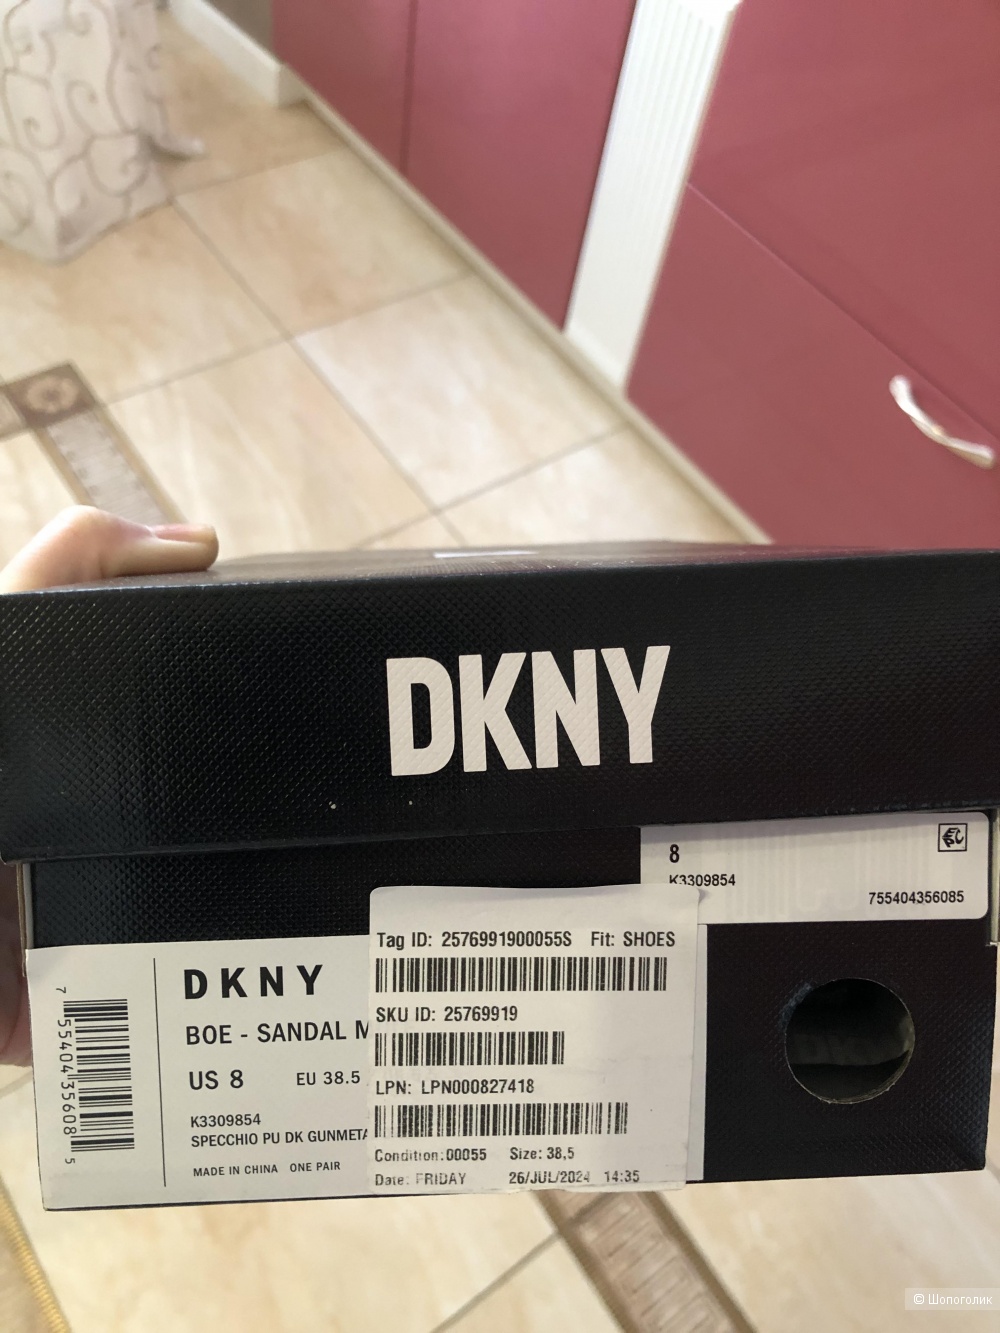 DKNY
8
K3309854
755404356085
Tag ID: 2576991900055S Fit: SHOES
SKU ID: 25769919
LPN: LPN000827418
Condition:00055 Size: 38,5
Date: FRIDAY 26/JUL/2024 14:35
DKNY
BOE - SANDAL
US 8 EU 38.5
K3309854
SPECCHIO PU DK
MADE IN CHINA ONE PAIR
7 55404 35608 5
© Шопоголик